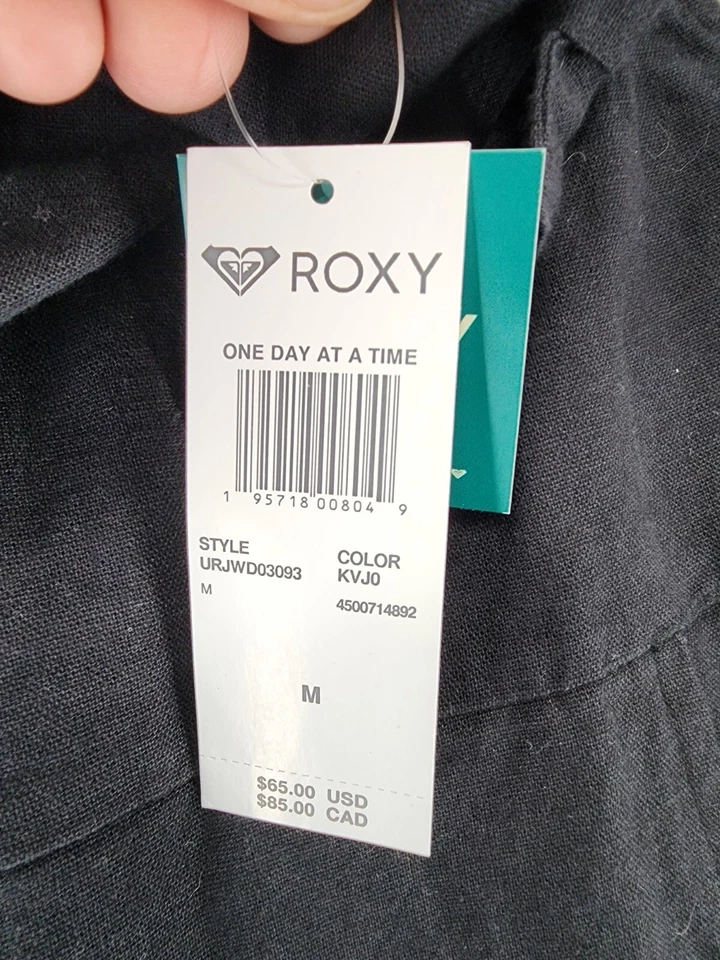 ROXY
ONE DAY AT A TIME
1 95718 00804 9
STYLE
URJWD03093
M
COLOR
KVJ0
4500714892
M
$65.00 USD
$85.00 CAD
Y